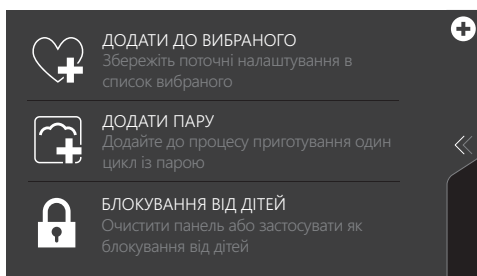 ДОДАТИ ДО ВИБРАНОГО
Збережіть поточні налаштування в
список вибраного
ДОДАТИ ПАРУ
Додайте до процесу приготування один
цикл із парою
БЛОКУВАННЯ ВІД ДІТЕЙ
Очистити панель або застосувати як
блокування від дітей